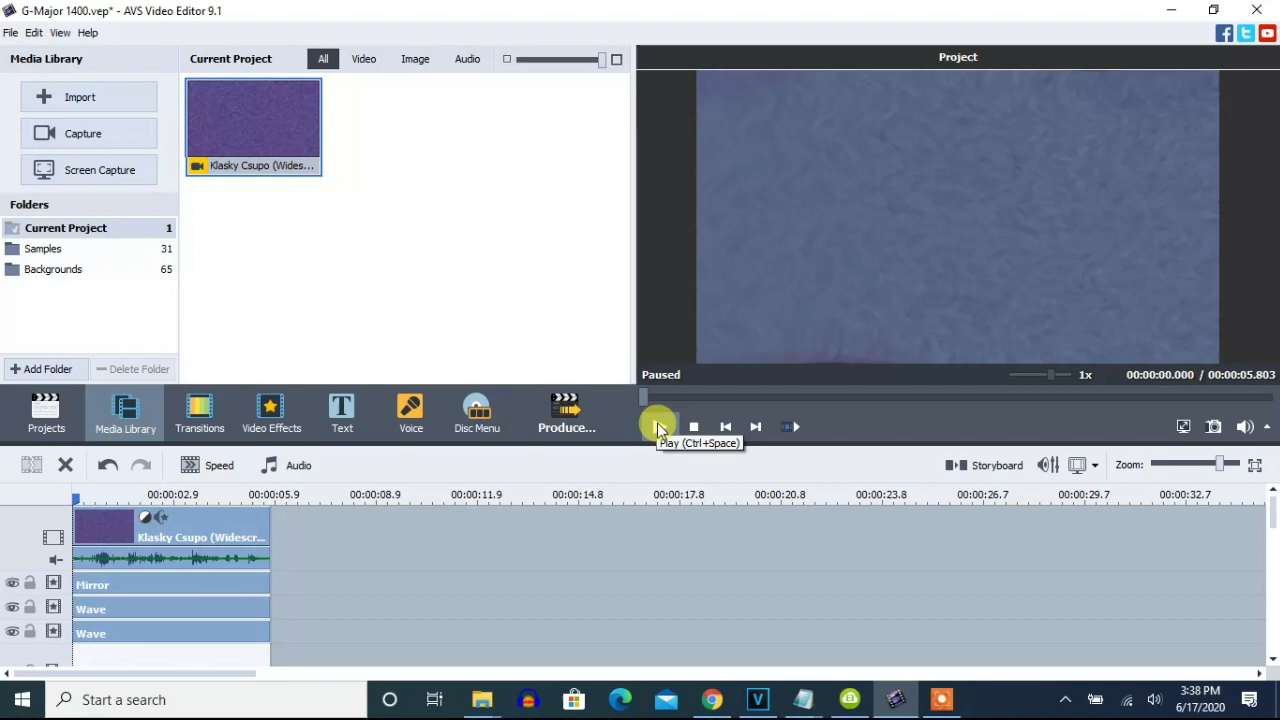 G-Major 1400.vep* - AVS Video Editor 9.1
File Edit View Help
Media Library
Current Project All Video Image Audio
Project
Import
Capture
Screen Capture
Klasky Csupo (Wides...
Folders
Current Project 1
Samples 31
Backgrounds 65
Add Folder Delete Folder
Paused 1x 00:00:00.000 / 00:00:05.803
Projects Media Library Transitions Video Effects Text Voice Disc Menu Produce...
Play (Ctrl+Space)
Speed Audio Storyboard Zoom:
00:00:02.9 00:00:05.9 00:00:08.9 00:00:11.9 00:00:14.8 00:00:17.8 00:00:20.8 00:00:23.8 00:00:26.7 00:00:29.7 00:00:32.7
Klasky Csupo (Widescr...
Mirror
Wave
Wave
Start a search
3:38 PM
6/17/2020